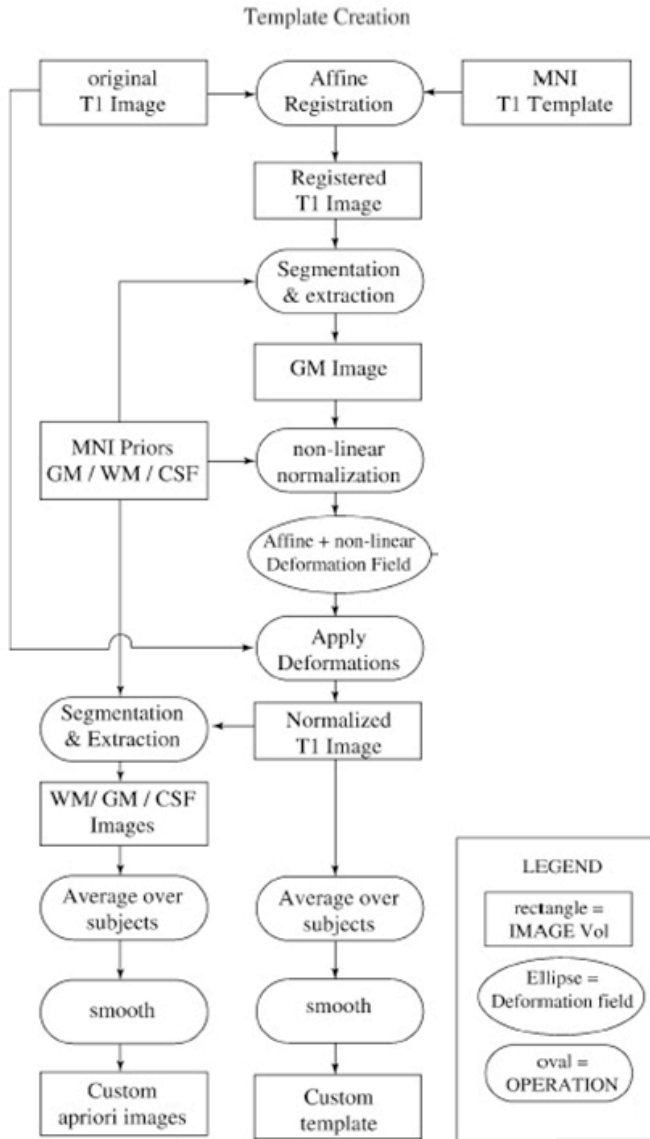 Template Creation
original
T1 Image
Affine
Registration
MNI
T1 Template
Registered
T1 Image
Segmentation
& extraction
GM Image
MNI Priors
GM / WM / CSF
non-linear
normalization
Affine + non-linear
Deformation Field
Apply
Deformations
Segmentation
& Extraction
Normalized
T1 Image
WM/ GM / CSF
Images
Average over
subjects
Average over
subjects
smooth
smooth
Custom
apriori images
Custom
template
LEGEND
rectangle =
IMAGE Vol
Ellipse =
Deformation field
oval =
OPERATION